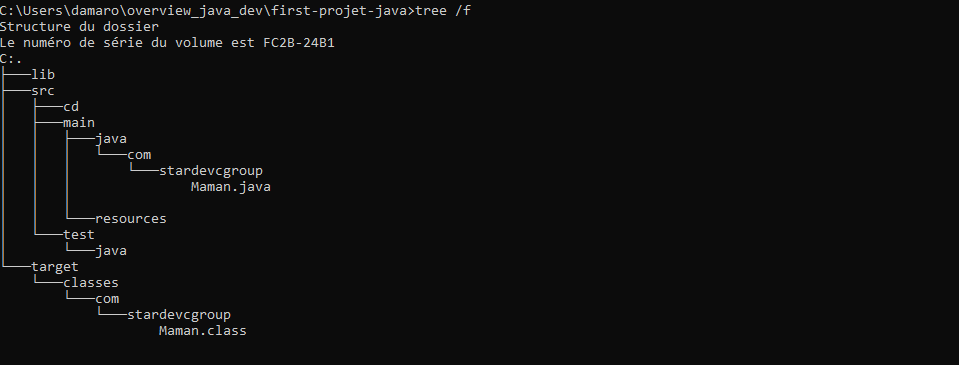 C:\Users\damaro\overview_java_dev\first-projet-java>tree /f
Structure du dossier
Le numéro de série du volume est FC2B-24B1
C:.
├───lib
├───src
│   ├───cd
│   ├───main
│   │   ├───java
│   │   │   └───com
│   │   │       └───stardevcgroup
│   │   │               Maman.java
│   │   │
│   │   └───resources
│   └───test
│       └───java
└───target
    └───classes
        └───com
            └───stardevcgroup
                    Maman.class